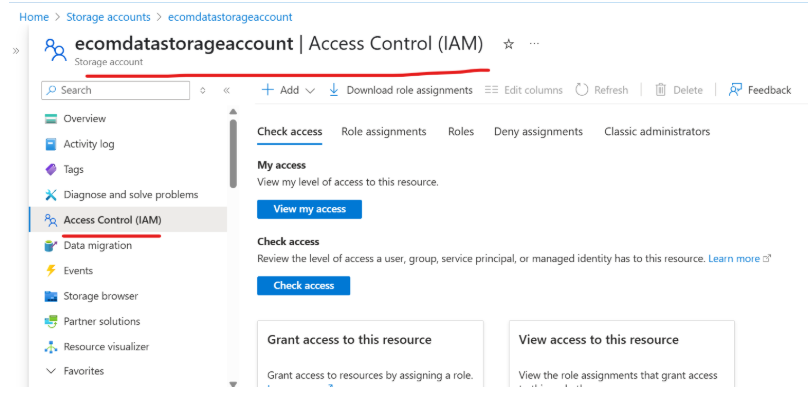 Home > Storage accounts > ecomdatastorageaccount
ecomdatastorageaccount | Access Control (IAM)
Storage account
Search
Add
Download role assignments
Edit columns
Refresh
Delete
Feedback
Overview
Activity log
Tags
Diagnose and solve problems
Access Control (IAM)
Data migration
Events
Storage browser
Partner solutions
Resource visualizer
Favorites
Check access
Role assignments
Roles
Deny assignments
Classic administrators
My access
View my level of access to this resource.
View my access
Check access
Review the level of access a user, group, service principal, or managed identity has to this resource. Learn more
Check access
Grant access to this resource
Grant access to resources by assigning a role.
View access to this resource
View the role assignments that grant access